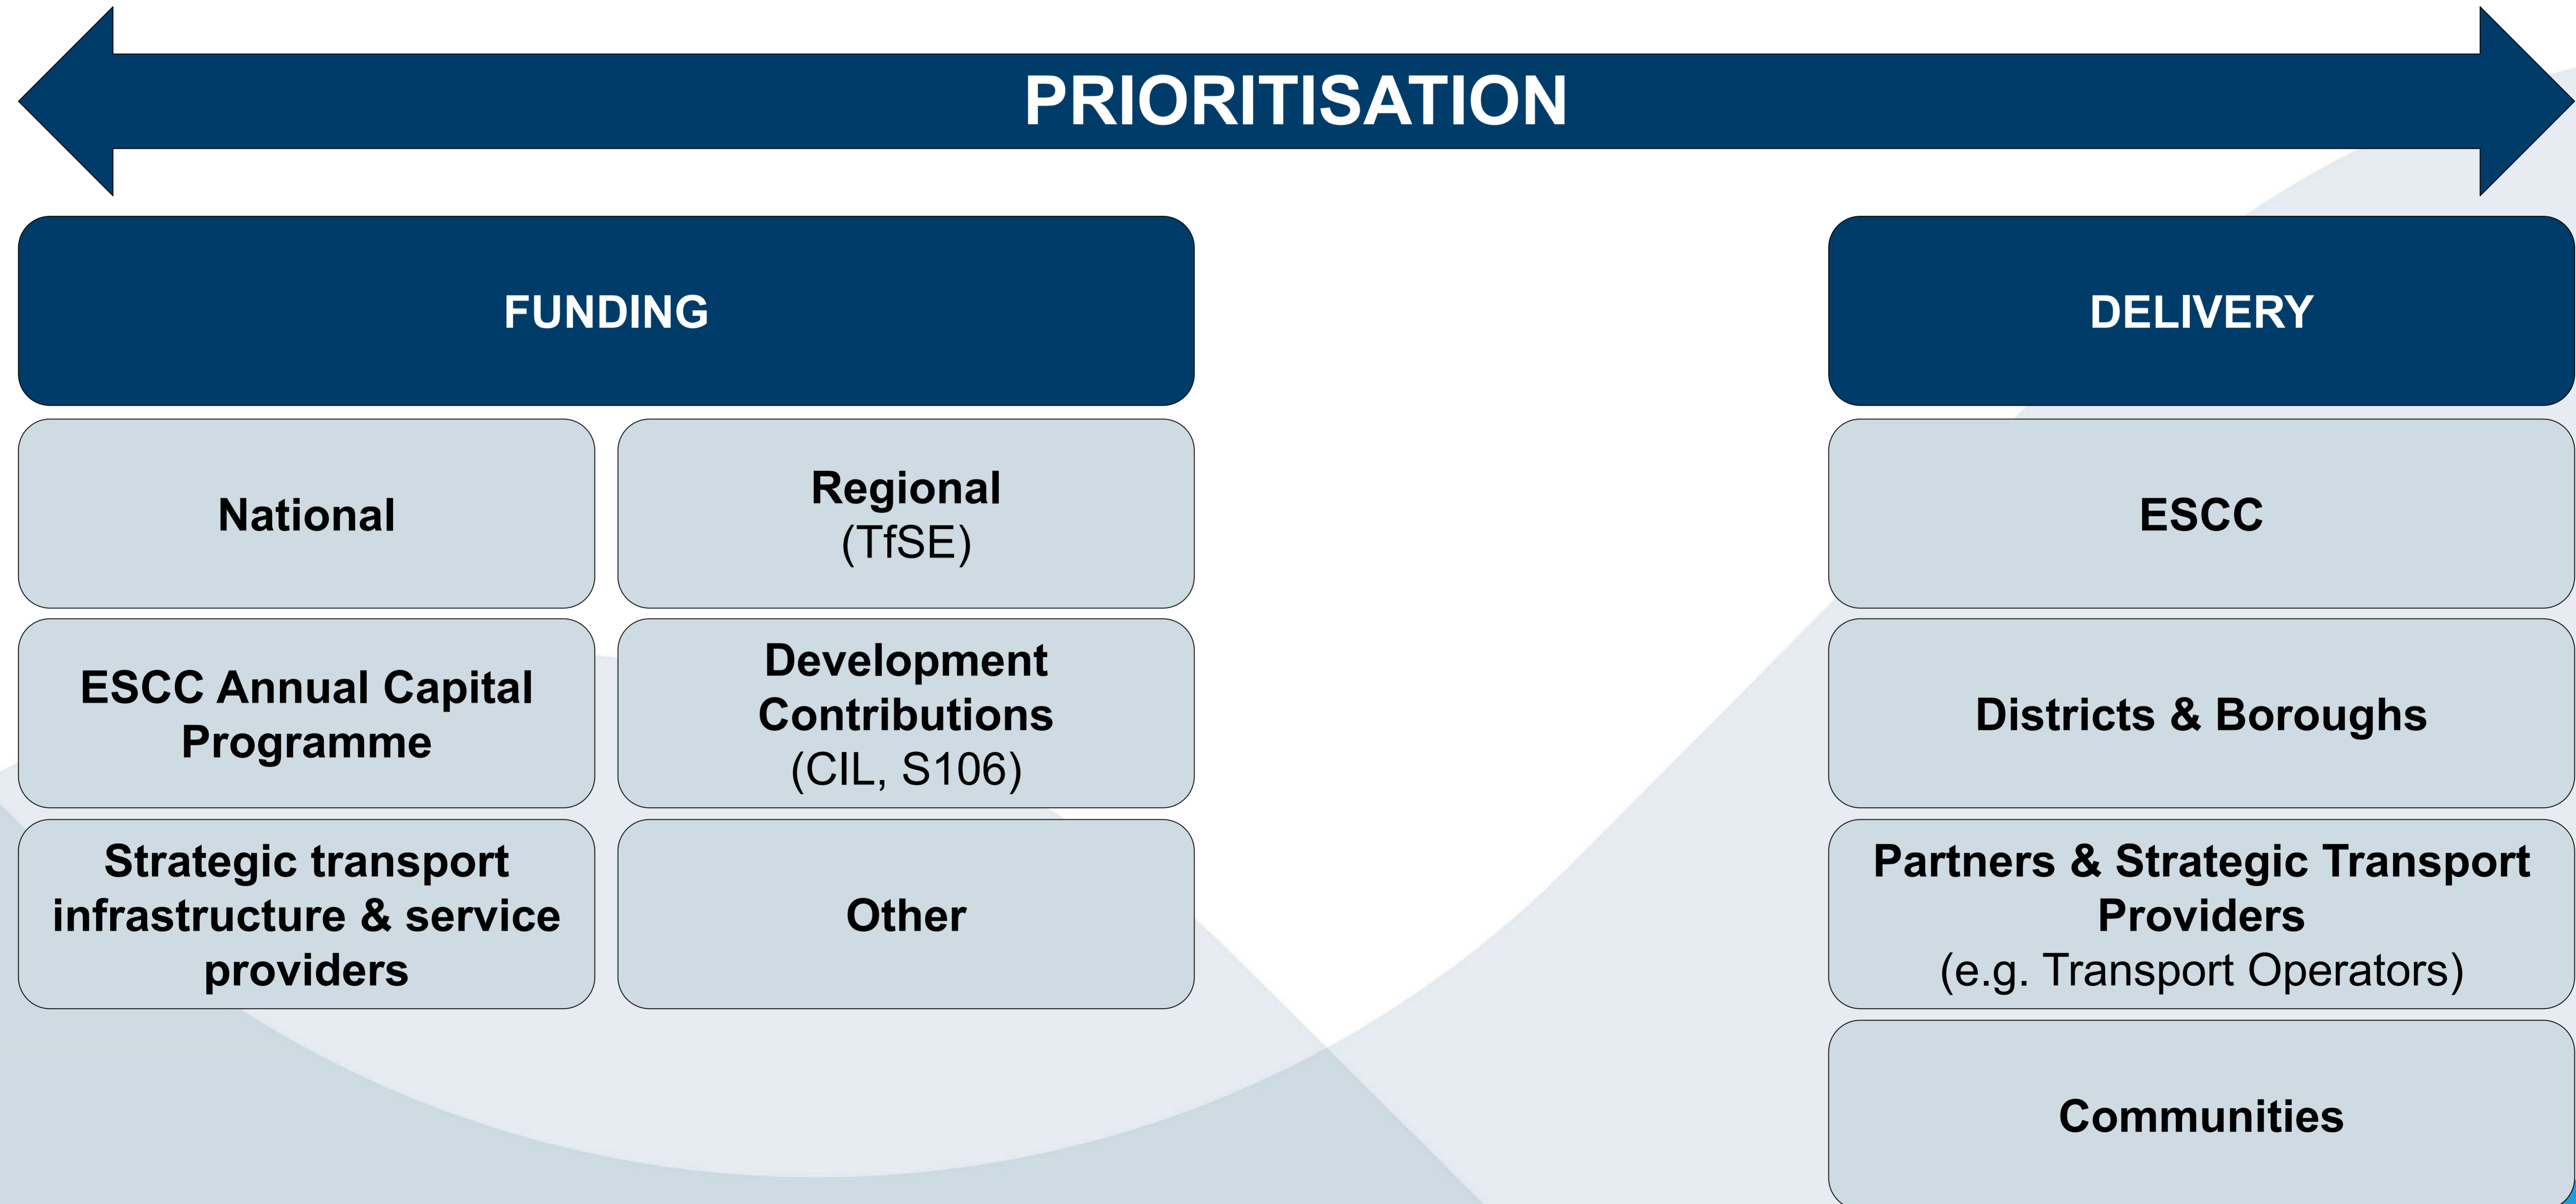 PRIORITISATION
FUNDING
National
Regional
(TfSE)
ESCC Annual Capital
Programme
Development
Contributions
(CIL, S106)
Strategic transport
infrastructure & service
providers
Other
DELIVERY
ESCC
Districts & Boroughs
Partners & Strategic Transport
Providers
(e.g. Transport Operators)
Communities